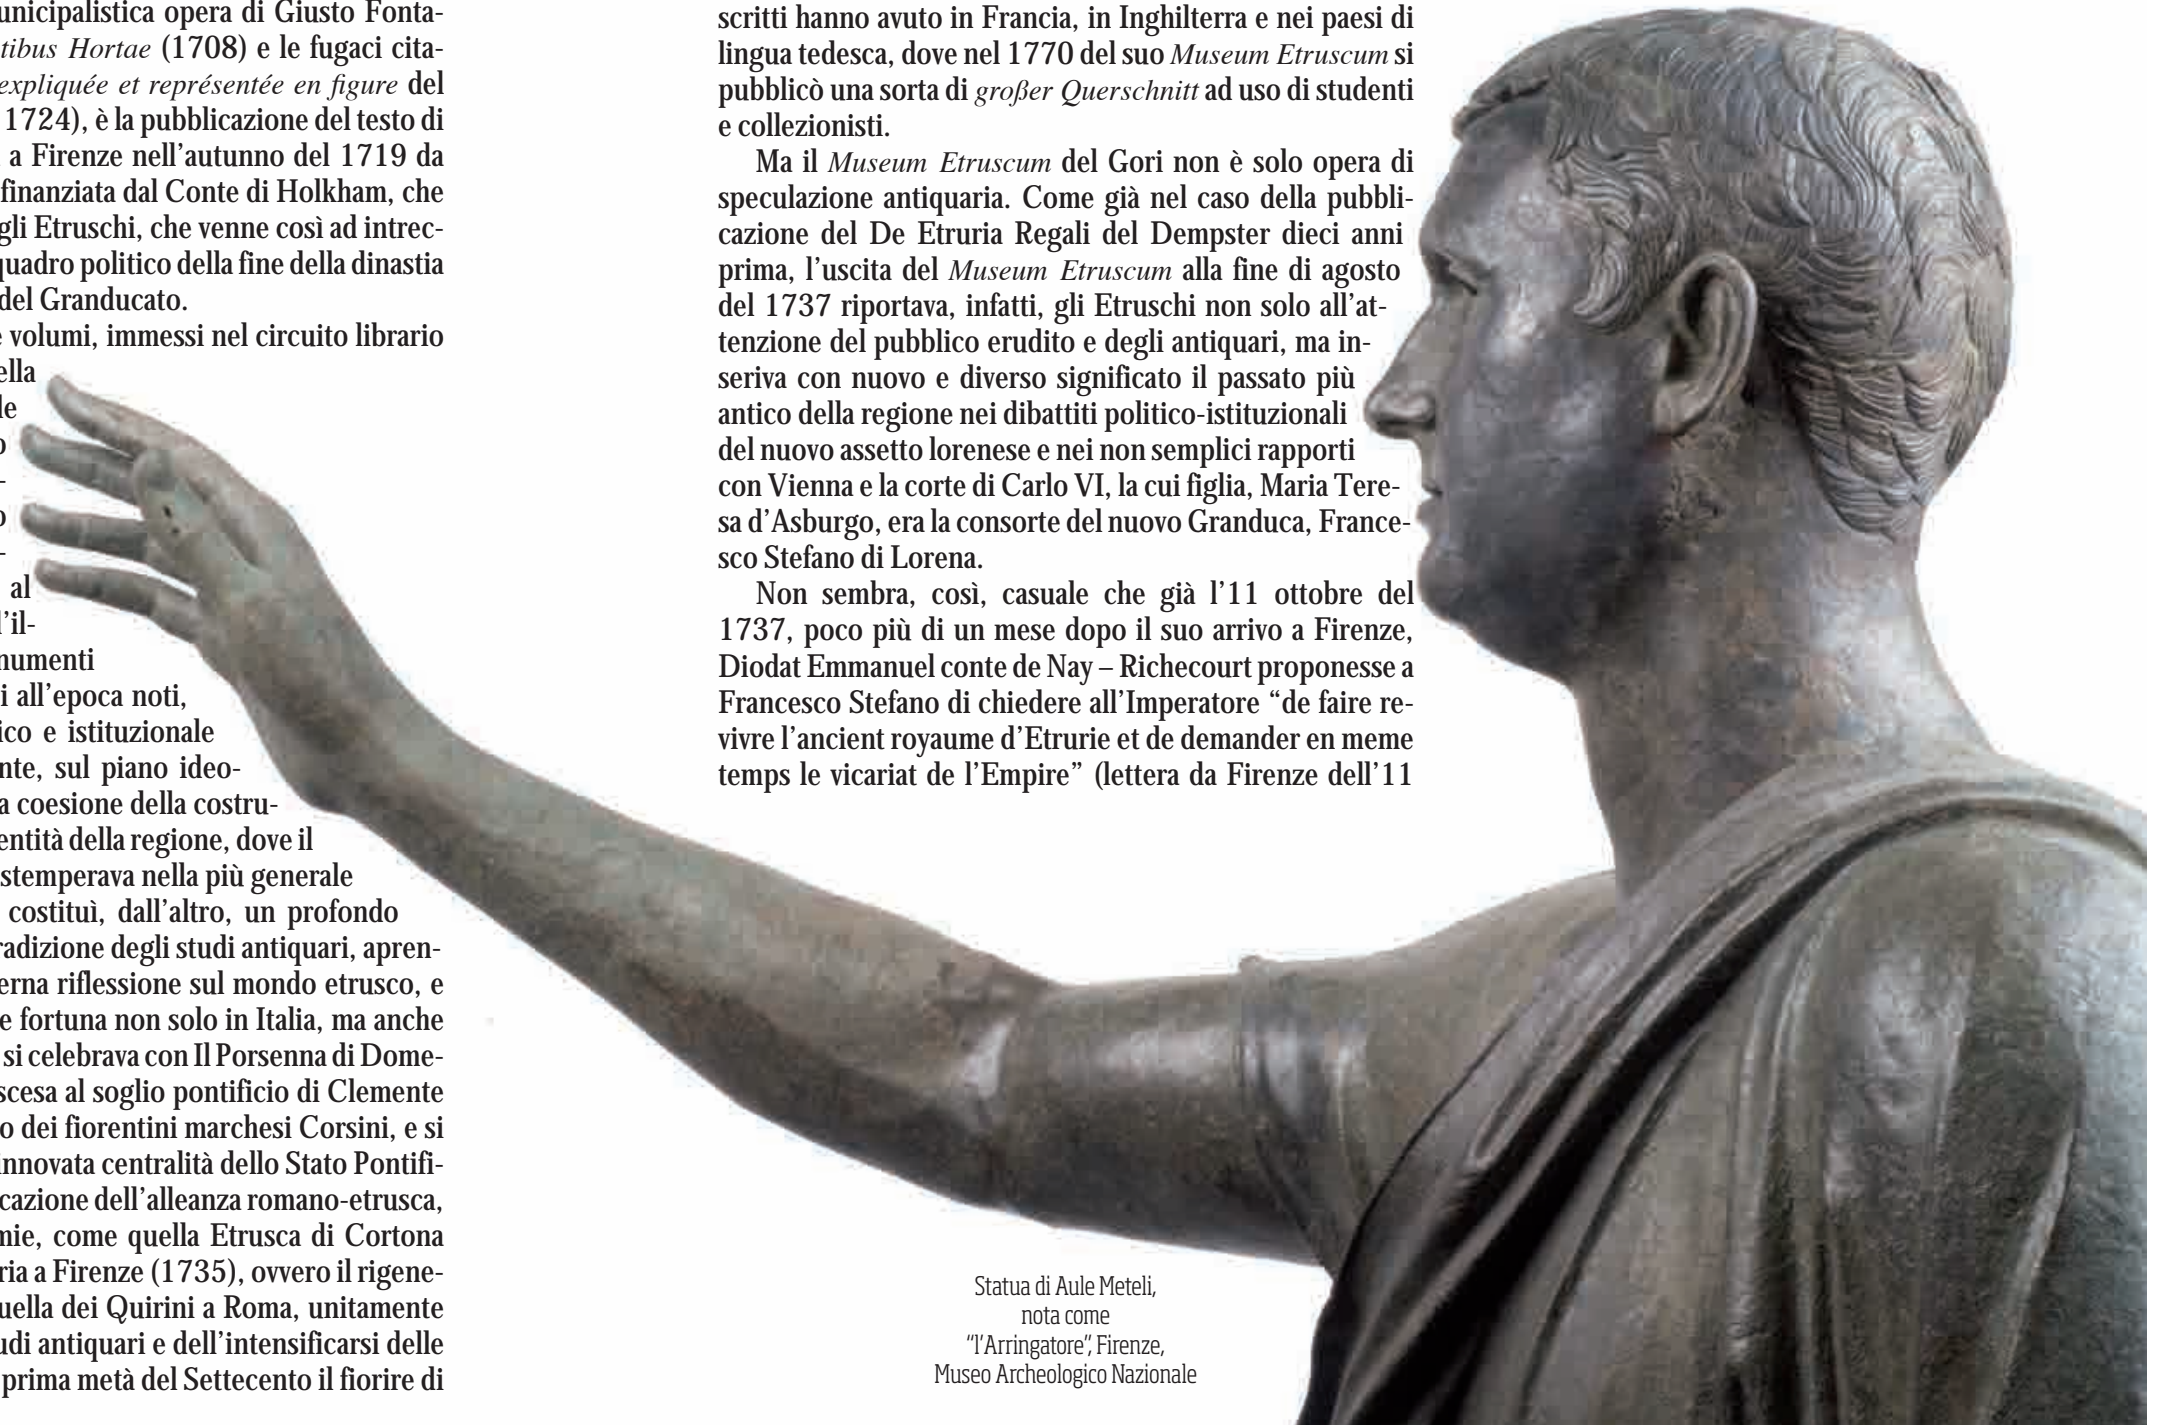 unicipalistica opera di Giusto Fonta-
tibus Hortae (1708) e le fugaci cita-
expliquée et représentée en figure del
1724), è la pubblicazione del testo di
a Firenze nell'autunno del 1719 da
finanziata dal Conte di Holkham, che
gli Etruschi, che venne così ad intrec-
quadro politico della fine della dinastia
del Granducato.
e volumi, immessi nel circuito librario
ella
le
o
-
o
-
al
l'il-
numenti
i all'epoca noti,
ico e istituzionale
nte, sul piano ideo-
a coesione della costru-
entità della regione, dove il
stemperava nella più generale
costituì, dall'altro, un profondo
radizione degli studi antiquari, apren-
erna riflessione sul mondo etrusco, e
e fortuna non solo in Italia, ma anche
si celebrava con Il Porsenna di Dome-
scesa al soglio pontificio di Clemente
o dei fiorentini marchesi Corsini, e si
innovata centralità dello Stato Pontifi-
cazione dell'alleanza romano-etrusca,
mie, come quella Etrusca di Cortona
ria a Firenze (1735), ovvero il rigene-
uella dei Quirini a Roma, unitamente
udi antiquari e dell'intensificarsi delle
prima metà del Settecento il fiorire di
scritti hanno avuto in Francia, in Inghilterra e nei paesi di
lingua tedesca, dove nel 1770 del suo Museum Etruscum si
pubblicò una sorta di großer Querschnitt ad uso di studenti
e collezionisti.
Ma il Museum Etruscum del Gori non è solo opera di
speculazione antiquaria. Come già nel caso della pubbli-
cazione del De Etruria Regali del Dempster dieci anni
prima, l'uscita del Museum Etruscum alla fine di agosto
del 1737 riportava, infatti, gli Etruschi non solo all'at-
tenzione del pubblico erudito e degli antiquari, ma in-
seriva con nuovo e diverso significato il passato più
antico della regione nei dibattiti politico-istituzionali
del nuovo assetto lorenese e nei non semplici rapporti
con Vienna e la corte di Carlo VI, la cui figlia, Maria Tere-
sa d'Asburgo, era la consorte del nuovo Granduca, France-
sco Stefano di Lorena.
Non sembra, così, casuale che già l'11 ottobre del
1737, poco più di un mese dopo il suo arrivo a Firenze,
Diodat Emmanuel conte de Nay – Richecourt proponesse a
Francesco Stefano di chiedere all'Imperatore “de faire re-
vivre l'ancient royaume d'Etrurie et de demander en meme
temps le vicariat de l'Empire” (lettera da Firenze dell'11
Statua di Aule Meteli,
nota come
“l'Arringatore”, Firenze,
Museo Archeologico Nazionale